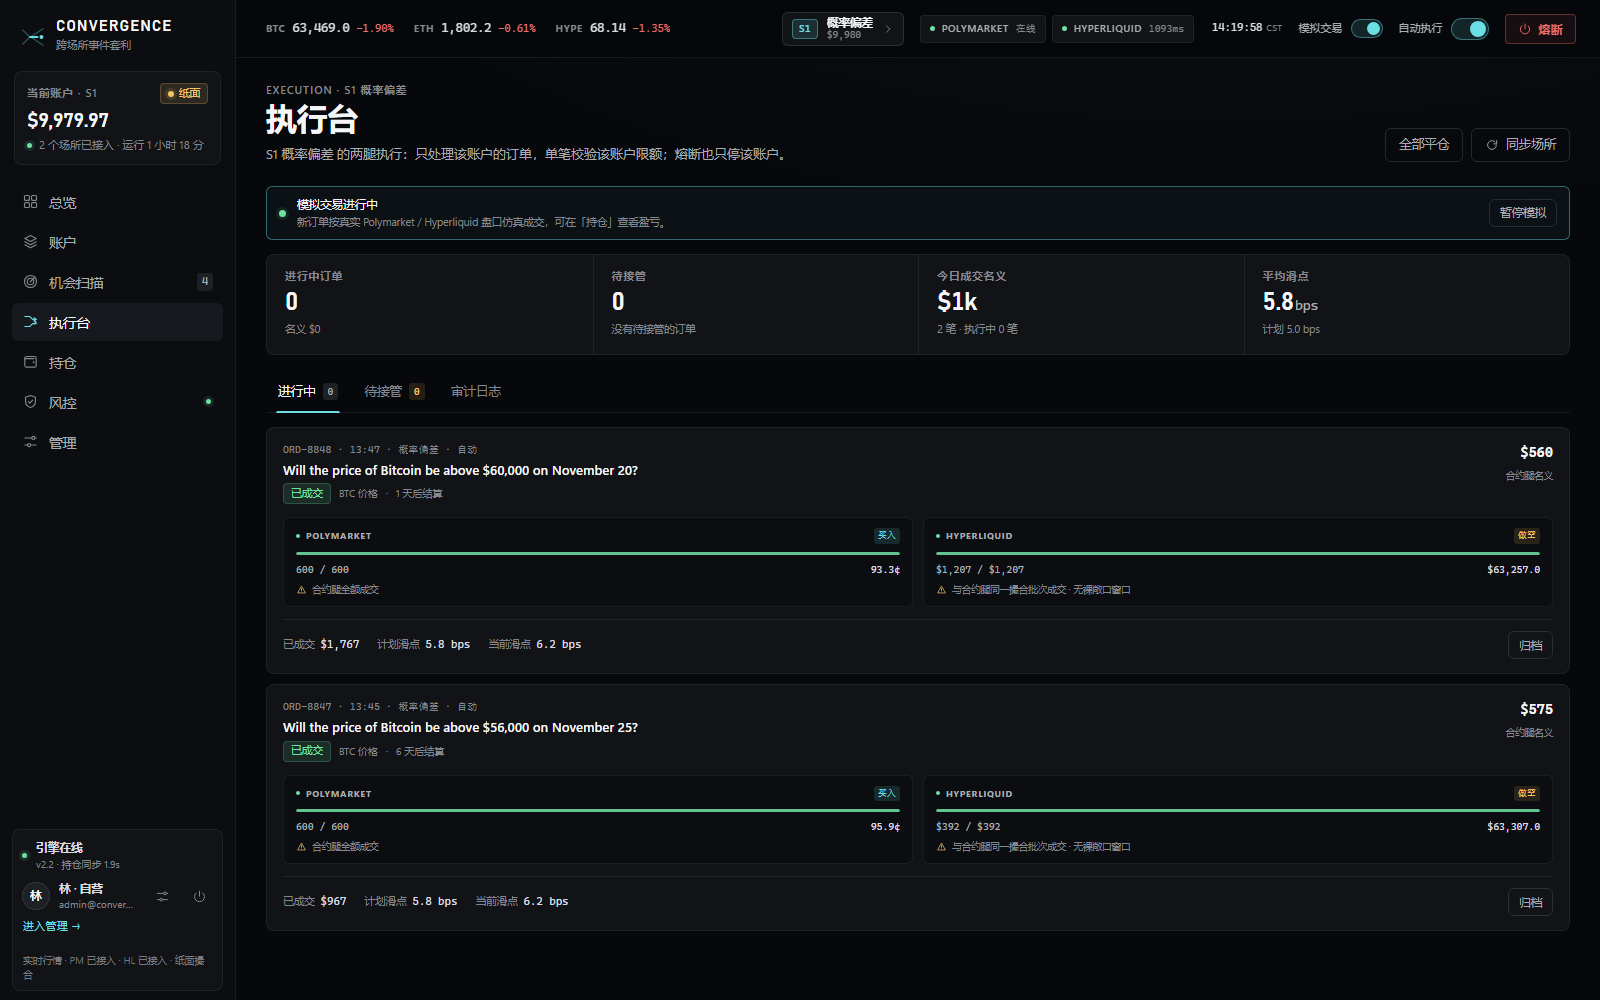 CONVERGENCE
跨场所事件套利
当前账户 · S1
纸面
$9,979.97
2 个场所已接入 · 运行 1 小时 18 分
总览
账户
机会扫描
4
执行台
持仓
风控
管理
引擎在线
v2.2 · 持仓同步 1.9s
林
林 · 自营
admin@conver...
进入管理 →
实时行情 · PM 已接入 · HL 已接入 · 纸面撮合
BTC 63,469.0 −1.90%
ETH 1,802.2 −0.61%
HYPE 68.14 −1.35%
S1
概率偏差
$9,980
POLYMARKET 在线
HYPERLIQUID 1093ms
14:19:58 CST
模拟交易
自动执行
熔断
EXECUTION · S1 概率偏差
执行台
S1 概率偏差 的两腿执行：只处理该账户的订单，单笔校验该账户限额；熔断也只停该账户。
全部平仓
同步场所
模拟交易进行中
新订单按真实 Polymarket / Hyperliquid 盘口仿真成交，可在「持仓」查看盈亏。
暂停模拟
进行中订单
0
名义 $0
待接管
0
没有待接管的订单
今日成交名义
$1k
2 笔 · 执行中 0 笔
平均滑点
5.8 bps
计划 5.0 bps
进行中 0
待接管 0
审计日志
ORD-8848 · 13:47 · 概率偏差 · 自动
Will the price of Bitcoin be above $60,000 on November 20?
已成交 BTC 价格 · 1 天后结算
$560
合约腿名义
POLYMARKET
买入
600 / 600
93.3¢
合约腿全额成交
HYPERLIQUID
做空
$1,207 / $1,207
$63,257.0
与合约腿同一撮合批次成交 · 无裸敞口窗口
已成交 $1,767 计划滑点 5.8 bps 当前滑点 6.2 bps
归档
ORD-8847 · 13:45 · 概率偏差 · 自动
Will the price of Bitcoin be above $56,000 on November 25?
已成交 BTC 价格 · 6 天后结算
$575
合约腿名义
POLYMARKET
买入
600 / 600
95.9¢
合约腿全额成交
HYPERLIQUID
做空
$392 / $392
$63,307.0
与合约腿同一撮合批次成交 · 无裸敞口窗口
已成交 $967 计划滑点 5.8 bps 当前滑点 6.2 bps
归档